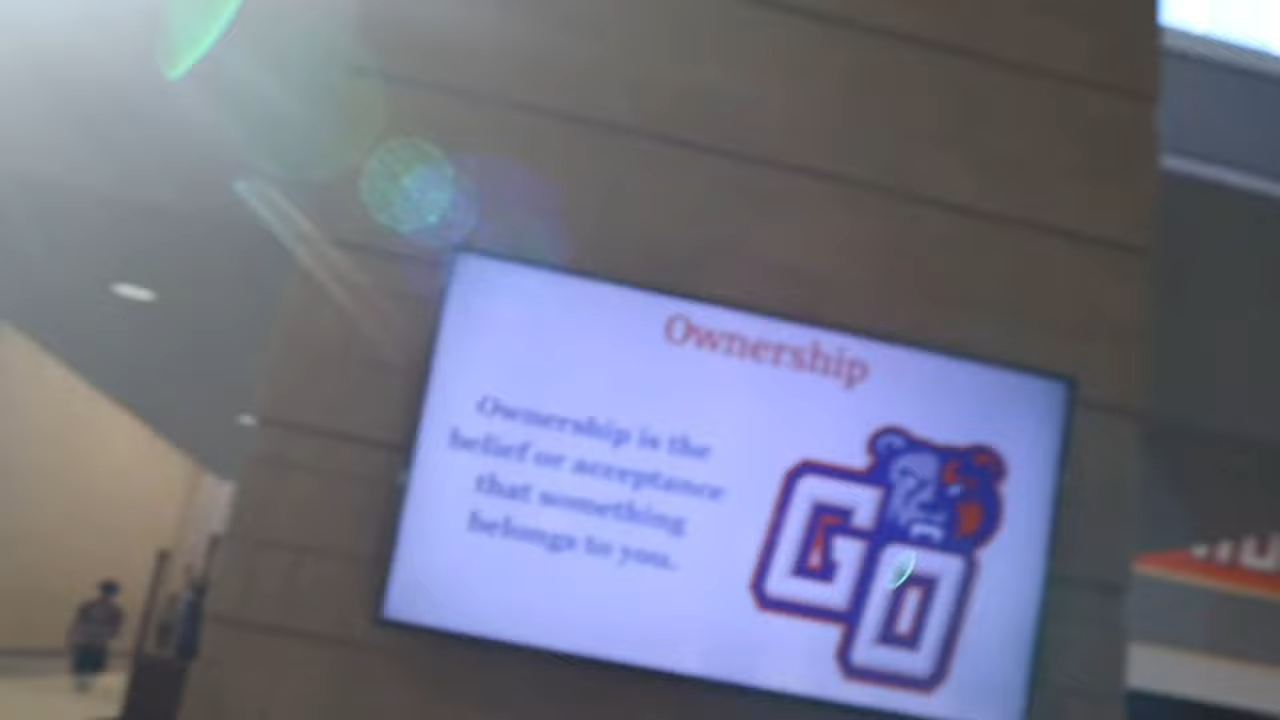 Ownership
Ownership is the
belief or acceptance
that something
belongs to you.
GO